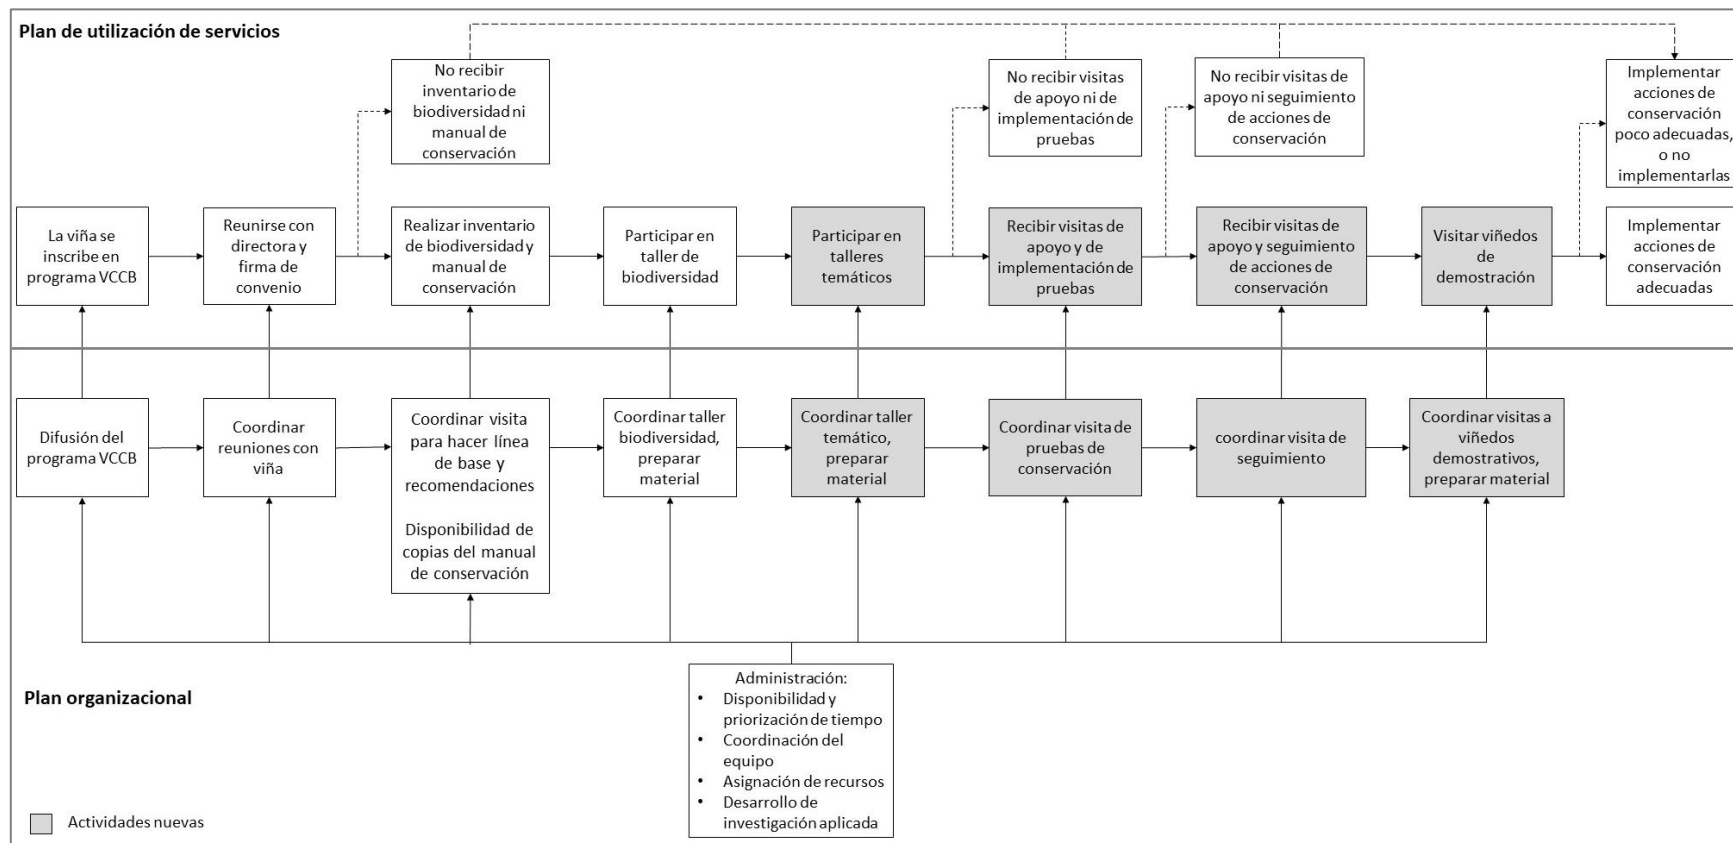 Plan de utilización de servicios
No recibir
inventario de
biodiversidad ni
manual de
conservación
No recibir visitas
de apoyo ni de
implementación de
pruebas
No recibir visitas de
apoyo ni seguimiento
de acciones de
conservación
Implementar
acciones de
conservación
poco adecuadas,
o no
implementarlas
La viña se
inscribe en
programa VCCB
Reunirse con
directora y
firma de
convenio
Realizar inventario
de biodiversidad y
manual de
conservación
Participar en
taller de
biodiversidad
Participar en
talleres
temáticos
Recibir visitas de
apoyo y de
implementación de
pruebas
Recibir visitas de
apoyo y seguimiento
de acciones de
conservación
Visitar viñedos
de
demostración
Implementar
acciones de
conservación
adecuadas
Difusión del
programa VCCB
Coordinar
reuniones con
viña
Coordinar visita
para hacer línea
de base y
recomendaciones
Disponibilidad de
copias del manual
de conservación
Coordinar taller
biodiversidad,
preparar
material
Coordinar taller
temático,
preparar
material
Coordinar visita de
pruebas de
conservación
coordinar visita de
seguimiento
Coordinar visitas a
viñedos
demostrativos,
preparar material
Plan organizacional
Administración:
• Disponibilidad y
priorización de tiempo
• Coordinación del
equipo
• Asignación de recursos
• Desarrollo de
investigación aplicada
Actividades nuevas